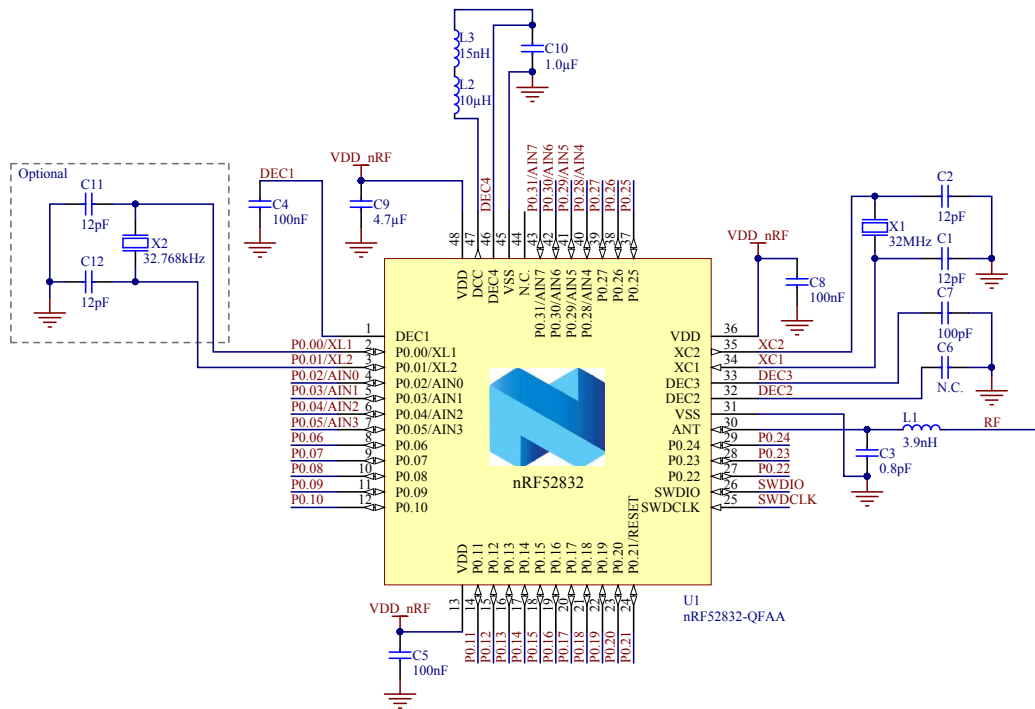 L3
15nH
L2
10µH
C10
1.0µF
Optional
C11
12pF
X2
32.768kHz
C12
12pF
DEC1
C4
100nF
VDD_nRF
C9
4.7µF
DEC4
P0.31/AIN7
P0.30/AIN6
P0.29/AIN5
P0.28/AIN4
P0.27
P0.26
P0.25
48
47
46
45
44
43
42
41
40
39
38
37
VDD
DCC
DEC4
VSS
N.C.
P0.31/AIN7
P0.30/AIN6
P0.29/AIN5
P0.28/AIN4
P0.27
P0.26
P0.25
C2
12pF
X1
32MHz
C1
12pF
VDD_nRF
C8
100nF
C7
100pF
C6
N.C.
1 DEC1
P0.00/XL1 2 P0.00/XL1
P0.01/XL2 3 P0.01/XL2
P0.02/AIN0 4 P0.02/AIN0
P0.03/AIN1 5 P0.03/AIN1
P0.04/AIN2 6 P0.04/AIN2
P0.05/AIN3 7 P0.05/AIN3
P0.06 8 P0.06
P0.07 9 P0.07
P0.08 10 P0.08
P0.09 11 P0.09
P0.10 12 P0.10
nRF52832
VDD 36
XC2 35 XC2
XC1 34 XC1
DEC3 33 DEC3
DEC2 32 DEC2
VSS 31
ANT 30
P0.24 29 P0.24
P0.23 28 P0.23
P0.22 27 P0.22
SWDIO 26 SWDIO
SWDCLK 25 SWDCLK
L1
3.9nH
RF
C3
0.8pF
VDD
P0.11
P0.12
P0.13
P0.14
P0.15
P0.16
P0.17
P0.18
P0.19
P0.20
P0.21/RESET
13
14
15
16
17
18
19
20
21
22
23
24
P0.11
P0.12
P0.13
P0.14
P0.15
P0.16
P0.17
P0.18
P0.19
P0.20
P0.21
U1
nRF52832-QFAA
VDD_nRF
C5
100nF